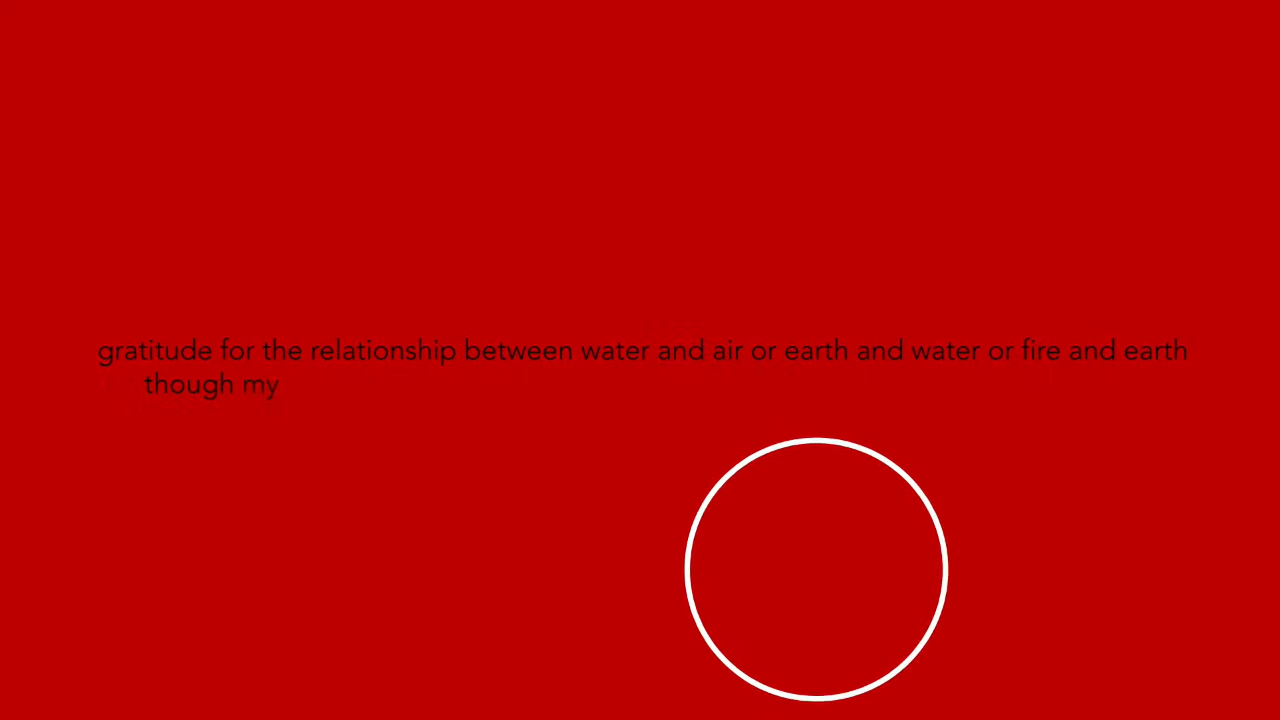 gratitude for the relationship between water and air or earth and water or fire and earth
though my